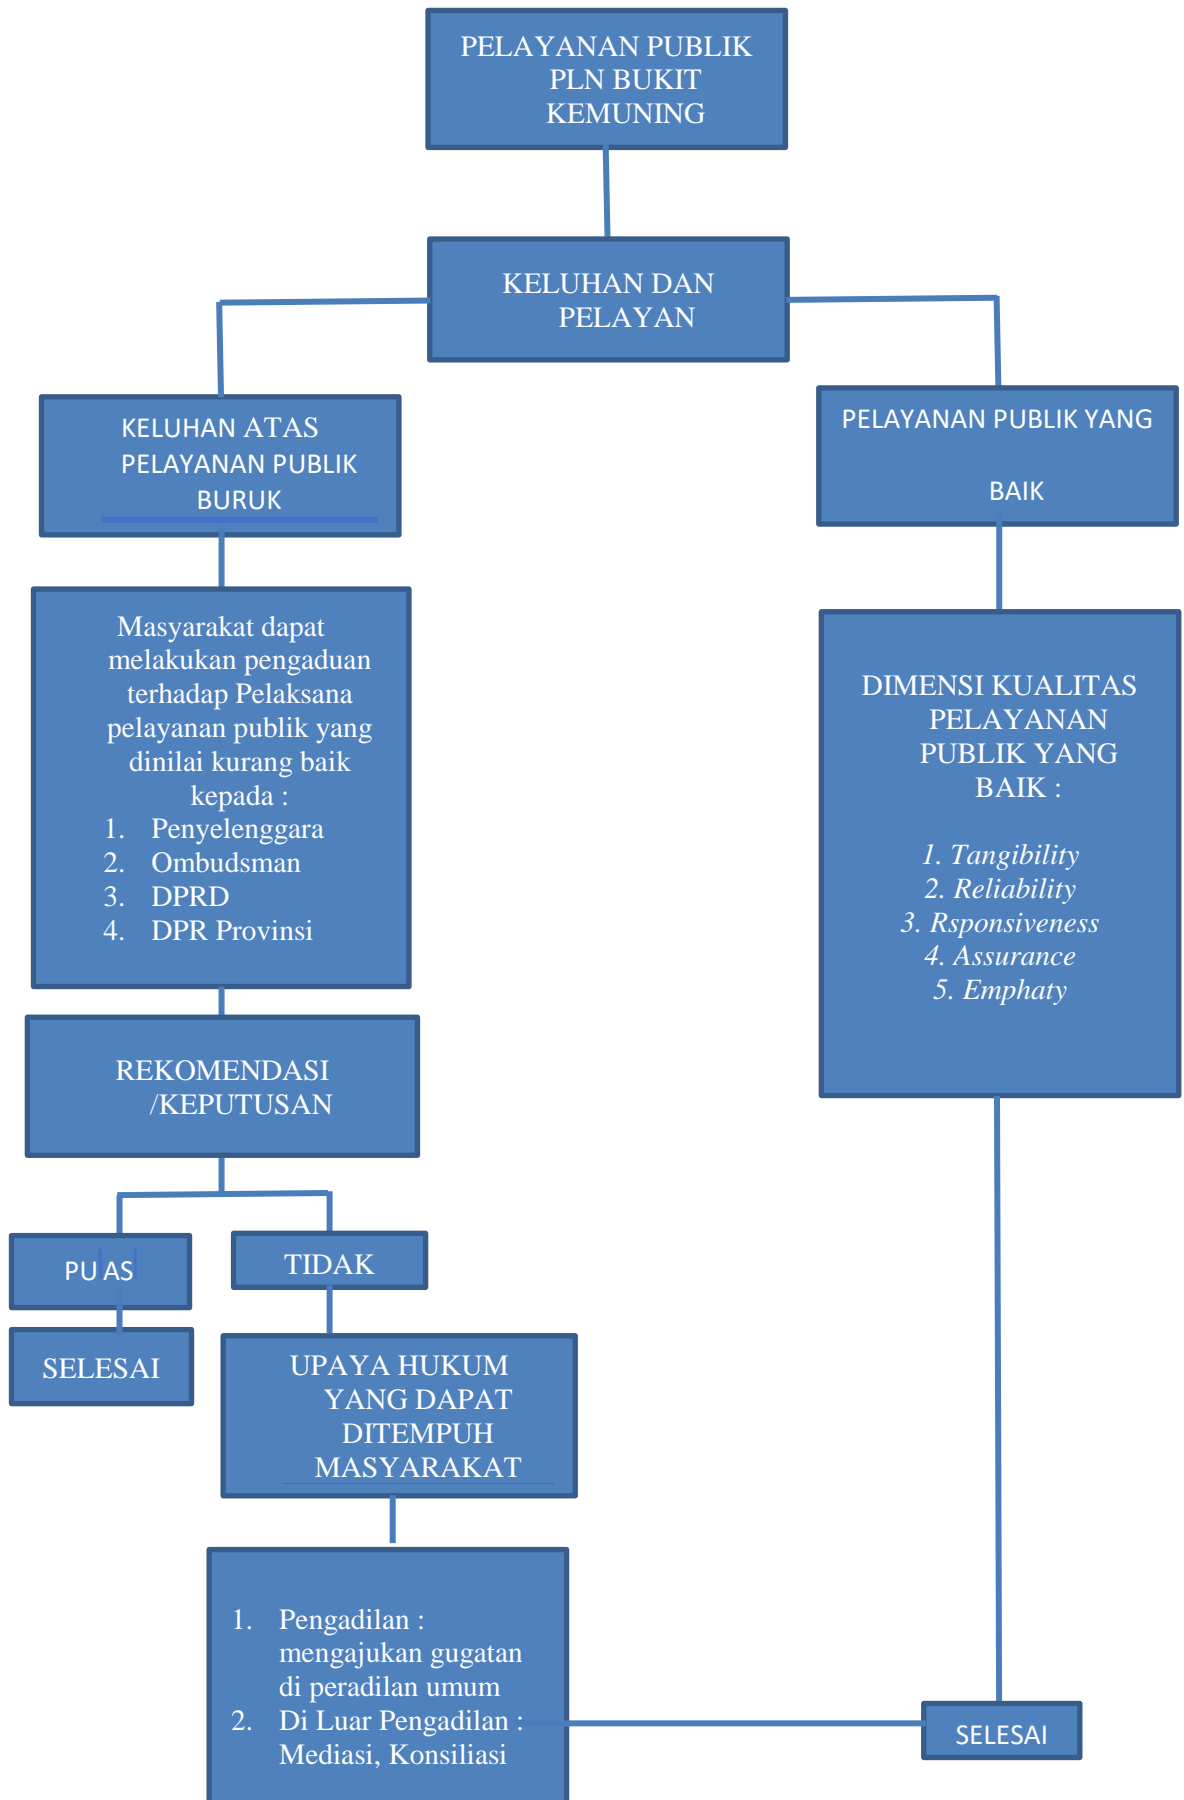 PELAYANAN PUBLIK
PLN BUKIT
KEMUNING
KELUHAN DAN
PELAYAN
KELUHAN ATAS
PELAYANAN PUBLIK
BURUK
PELAYANAN PUBLIK YANG
BAIK
Masyarakat dapat
melakukan pengaduan
terhadap Pelaksana
pelayanan publik yang
dinilai kurang baik
kepada :
1. Penyelenggara
2. Ombudsman
3. DPRD
4. DPR Provinsi
DIMENSI KUALITAS
PELAYANAN
PUBLIK YANG
BAIK :
1. Tangibility
2. Reliability
3. Rsponsiveness
4. Assurance
5. Emphaty
REKOMENDASI
/KEPUTUSAN
PUAS
TIDAK
SELESAI
UPAYA HUKUM
YANG DAPAT
DITEMPUH
MASYARAKAT
1. Pengadilan :
mengajukan gugatan
di peradilan umum
2. Di Luar Pengadilan :
Mediasi, Konsiliasi
SELESAI